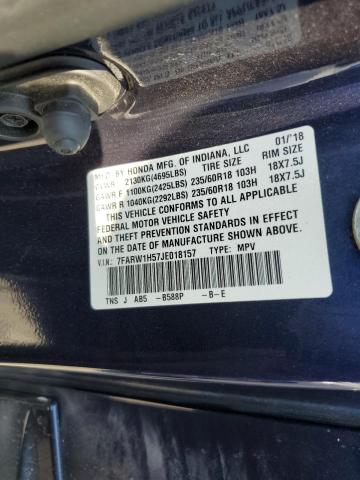 MFD BY HONDA MFG. OF INDIANA, LLC 01/'18
GVWR 2130KG(4695LBS) TIRE SIZE RIM SIZE
GAWR F 1100KG(2425LBS) 235/60R18 103H 18X7.5J
GAWR R 1040KG(2292LBS) 235/60R18 103H 18X7.5J
THIS VEHICLE CONFORMS TO ALL APPLICABLE
FEDERAL MOTOR VEHICLE SAFETY
AND THEFT PREVENTION STANDARDS IN EFFECT
ON THE DATE OF MANUFACTURE SHOWN ABOVE.
V.I.N. 7FARW1H57JE018157 TYPE: MPV
TNS J A85 -B588P -B-E